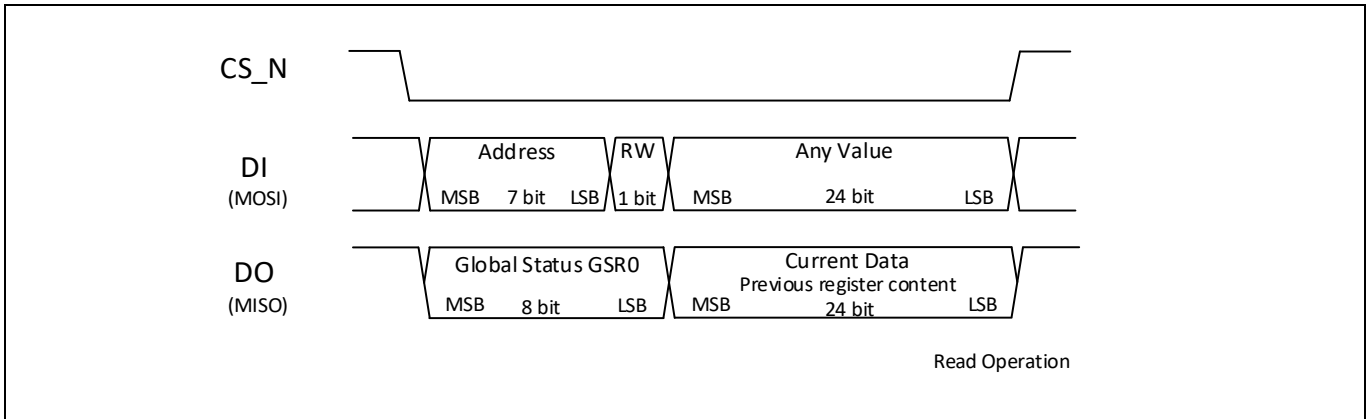 CS_N
DI
(MOSI)
Address RW Any Value
MSB 7 bit LSB 1 bit MSB 24 bit LSB
DO
(MISO)
Global Status GSR0 Current Data
Previous register content
MSB 8 bit LSB MSB 24 bit LSB
Read Operation